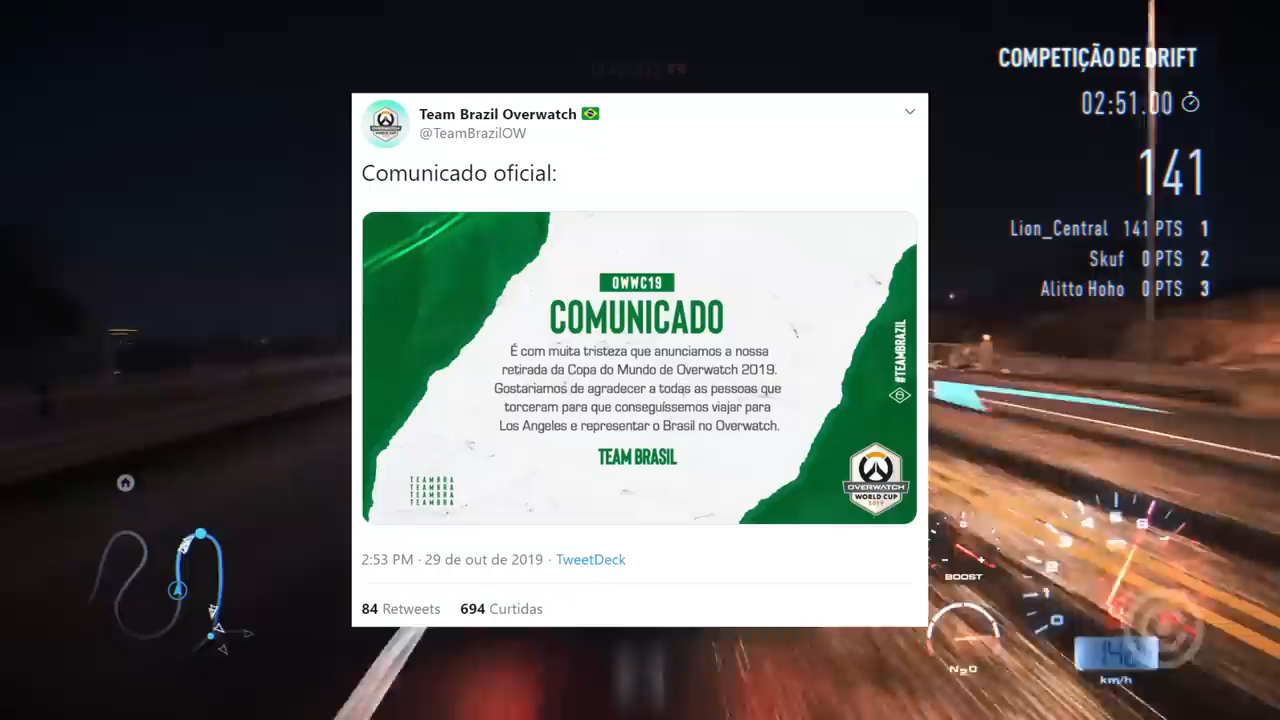 COMPETIÇÃO DE DRIFT
02:51.00
141
Lion_Central 141 PTS 1
Skuf 0 PTS 2
Alitto Hoho 0 PTS 3
Team Brazil Overwatch
@TeamBrazilOW
Comunicado oficial:
OWWC19
COMUNICADO
É com muita tristeza que anunciamos a nossa
retirada da Copa do Mundo de Overwatch 2019.
Gostaríamos de agradecer a todas as pessoas que
torceram para que conseguíssemos viajar para
Los Angeles e representar o Brasil no Overwatch.
TEAM BRASIL
#TEAMBRAZIL
TEAMBRA
TEAMBRA
TEAMBRA
TEAMBRA
OVERWATCH
WORLD CUP
2019
2:53 PM · 29 de out de 2019 · TweetDeck
84 Retweets 694 Curtidas
BOOST
N₂O
km/h